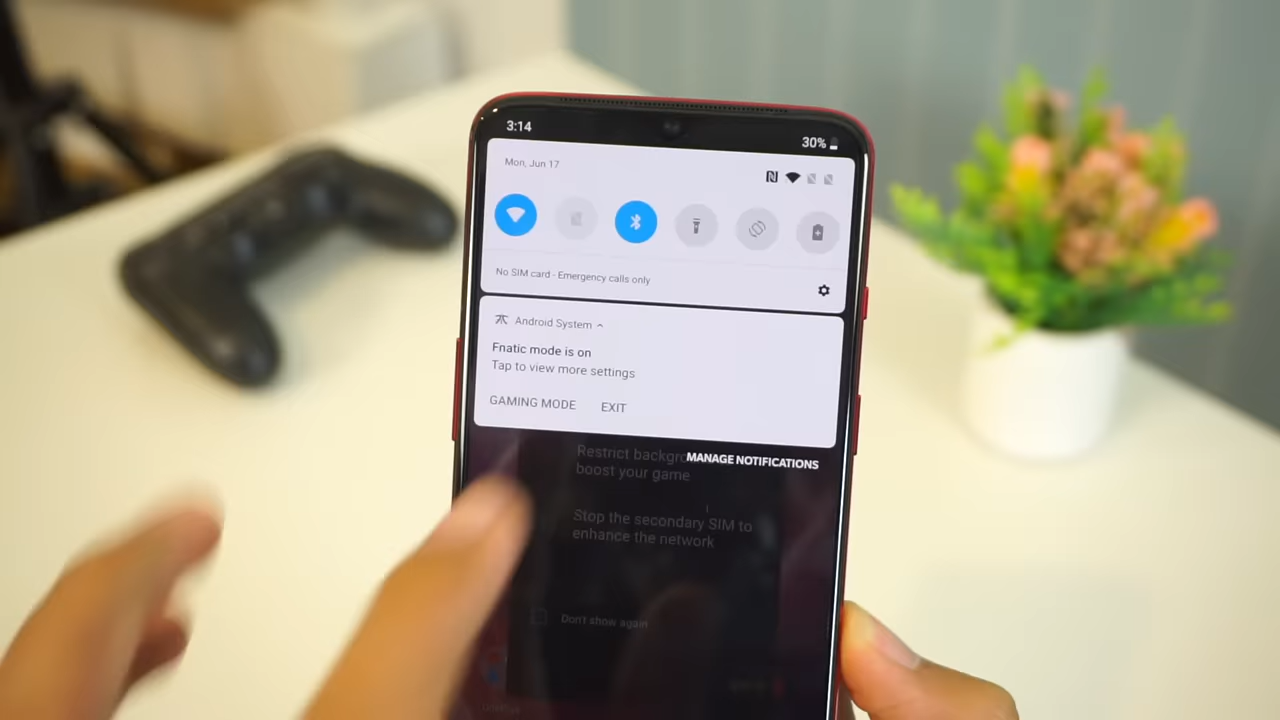 3:14
30%
Mon, Jun 17
No SIM card - Emergency calls only
Android System
Fnatic mode is on
Tap to view more settings
GAMING MODE EXIT
MANAGE NOTIFICATIONS
Restrict backgro
boost your game
Stop the secondary SIM to
enhance the network
Don't show again